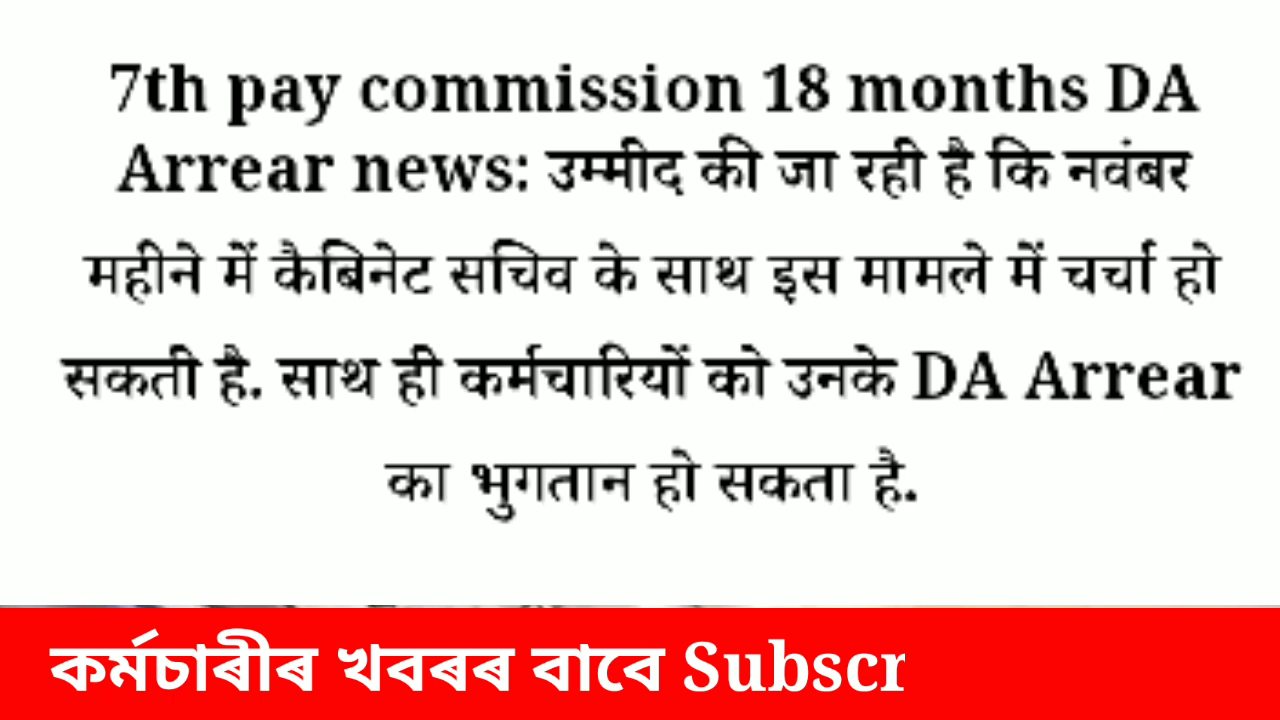 7th pay commission 18 months DA
Arrear news: उम्मीद की जा रही है कि नवंबर
महीने में कैबिनेट सचिव के साथ इस मामले में चर्चा हो
सकती है. साथ ही कर्मचारियों को उनके DA Arrear
का भुगतान हो सकता है.
কৰ্মচাৰীৰ খবৰৰ বাবে Subscr